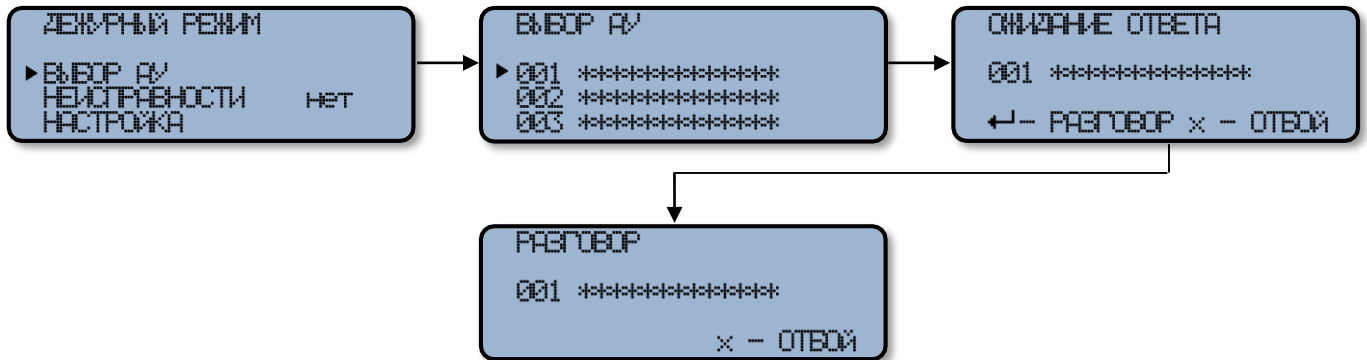 ДЕЖУРНЫЙ РЕЖИМ
▶ВЫБОР АУ
НЕИСПРАВНОСТИ нет
НАСТРОЙКА
ВЫБОР АУ
▶001 **************
002 **************
003 **************
ОЖИДАНИЕ ОТВЕТА
001 **************
↵– РАЗГОВОР x – ОТБОЙ
РАЗГОВОР
001 **************
x – ОТБОЙ